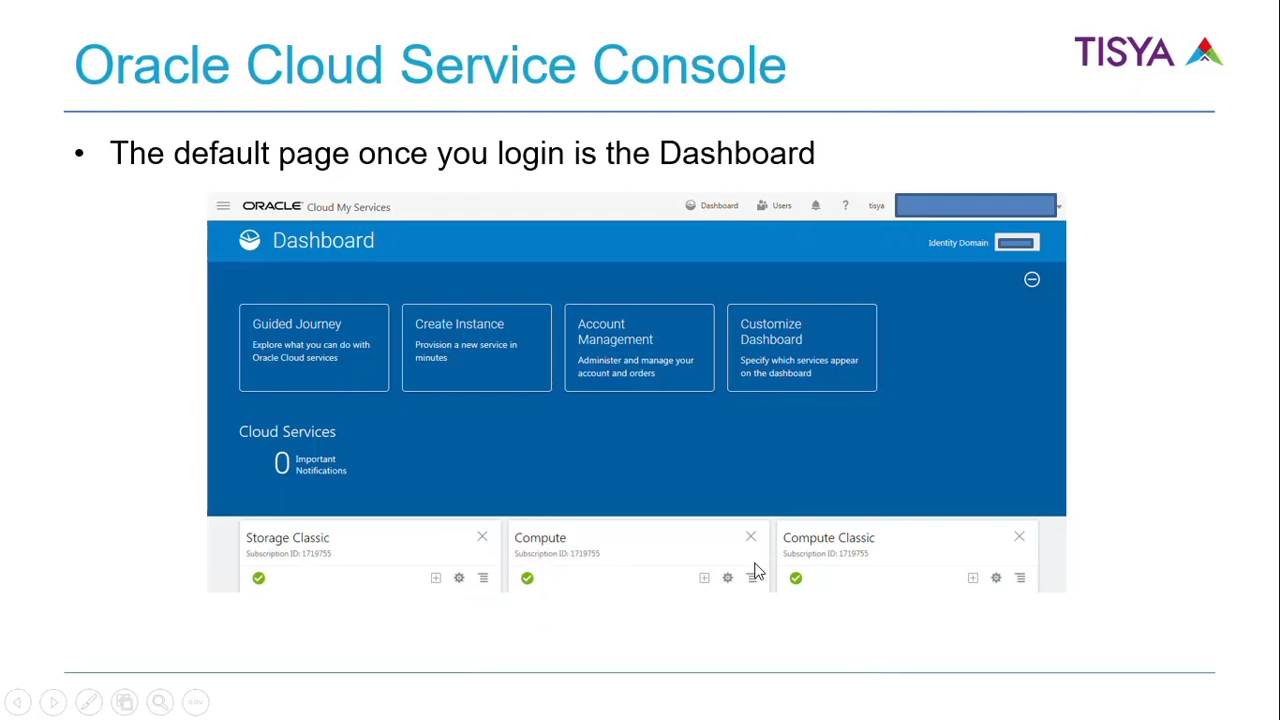 Oracle Cloud Service Console
TISYA
• The default page once you login is the Dashboard
ORACLE Cloud My Services
Dashboard
Users
?
tisya
Dashboard
Identity Domain
Guided Journey
Explore what you can do with
Oracle Cloud services
Create Instance
Provision a new service in
minutes
Account
Management
Administer and manage your
account and orders
Customize
Dashboard
Specify which services appear
on the dashboard
Cloud Services
0 Important
Notifications
Storage Classic
Subscription ID: 1719755
Compute
Subscription ID: 1719755
Compute Classic
Subscription ID: 1719755